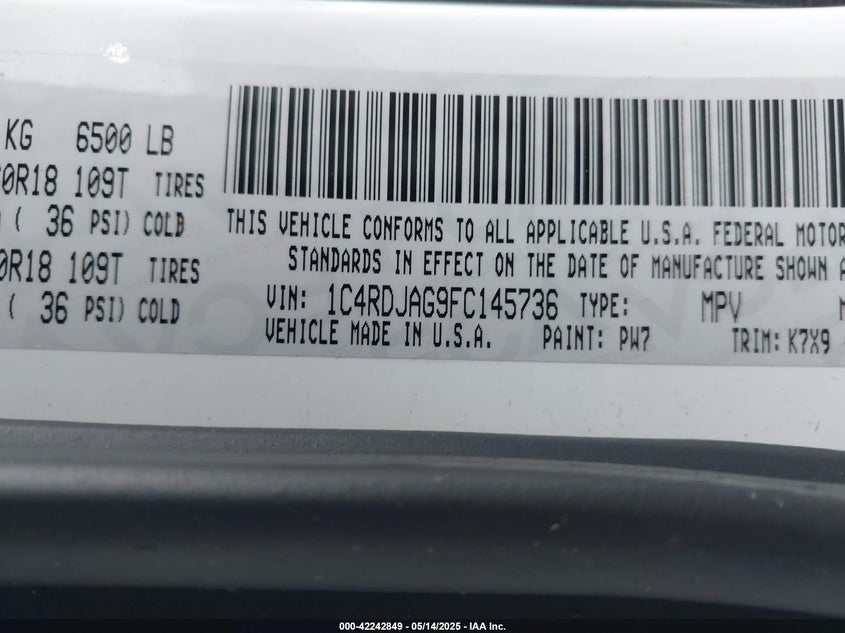 KG 6500 LB
0R18 109T TIRES
( 36 PSI) COLD
0R18 109T TIRES
( 36 PSI) COLD
THIS VEHICLE CONFORMS TO ALL APPLICABLE U.S.A. FEDERAL MOTOR
STANDARDS IN EFFECT ON THE DATE OF MANUFACTURE SHOWN A
VIN: 1C4RDJAG9FC145736 TYPE: MPV M
VEHICLE MADE IN U.S.A. PAINT: PW7 TRIM: K7X9
000-42242849 - 05/14/2025 - IAA Inc.